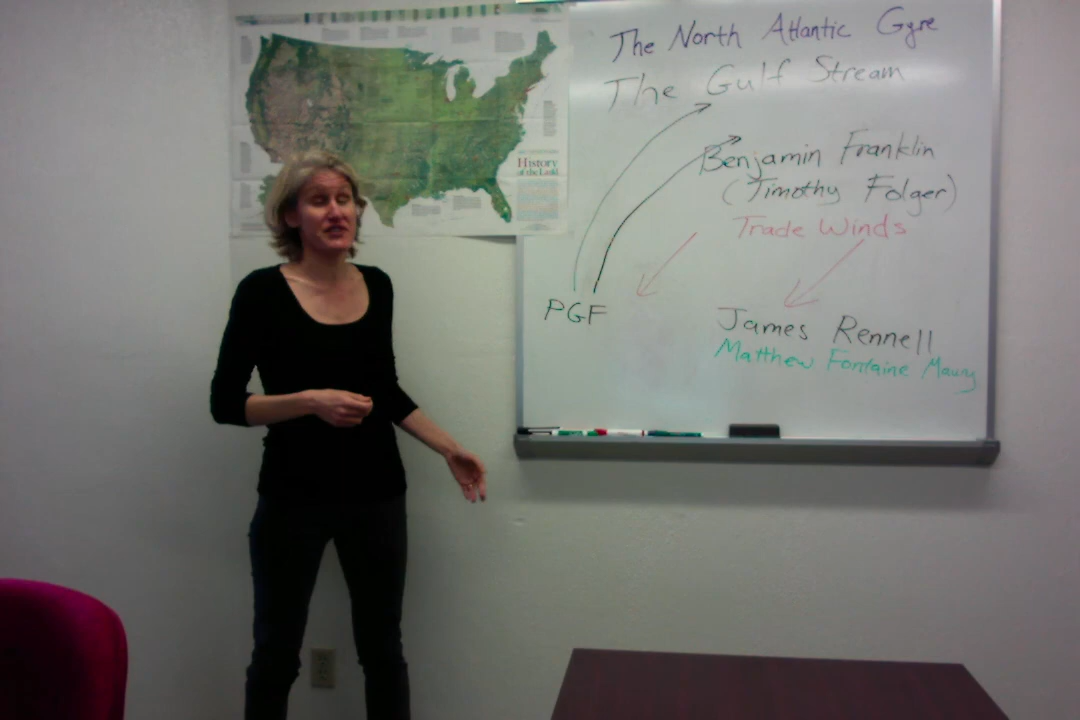 The North Atlantic Gyre
The Gulf Stream
Benjamin Franklin
(Timothy Folger)
Trade Winds
PGF
James Rennell
Matthew Fontaine Maury
History
of the Land